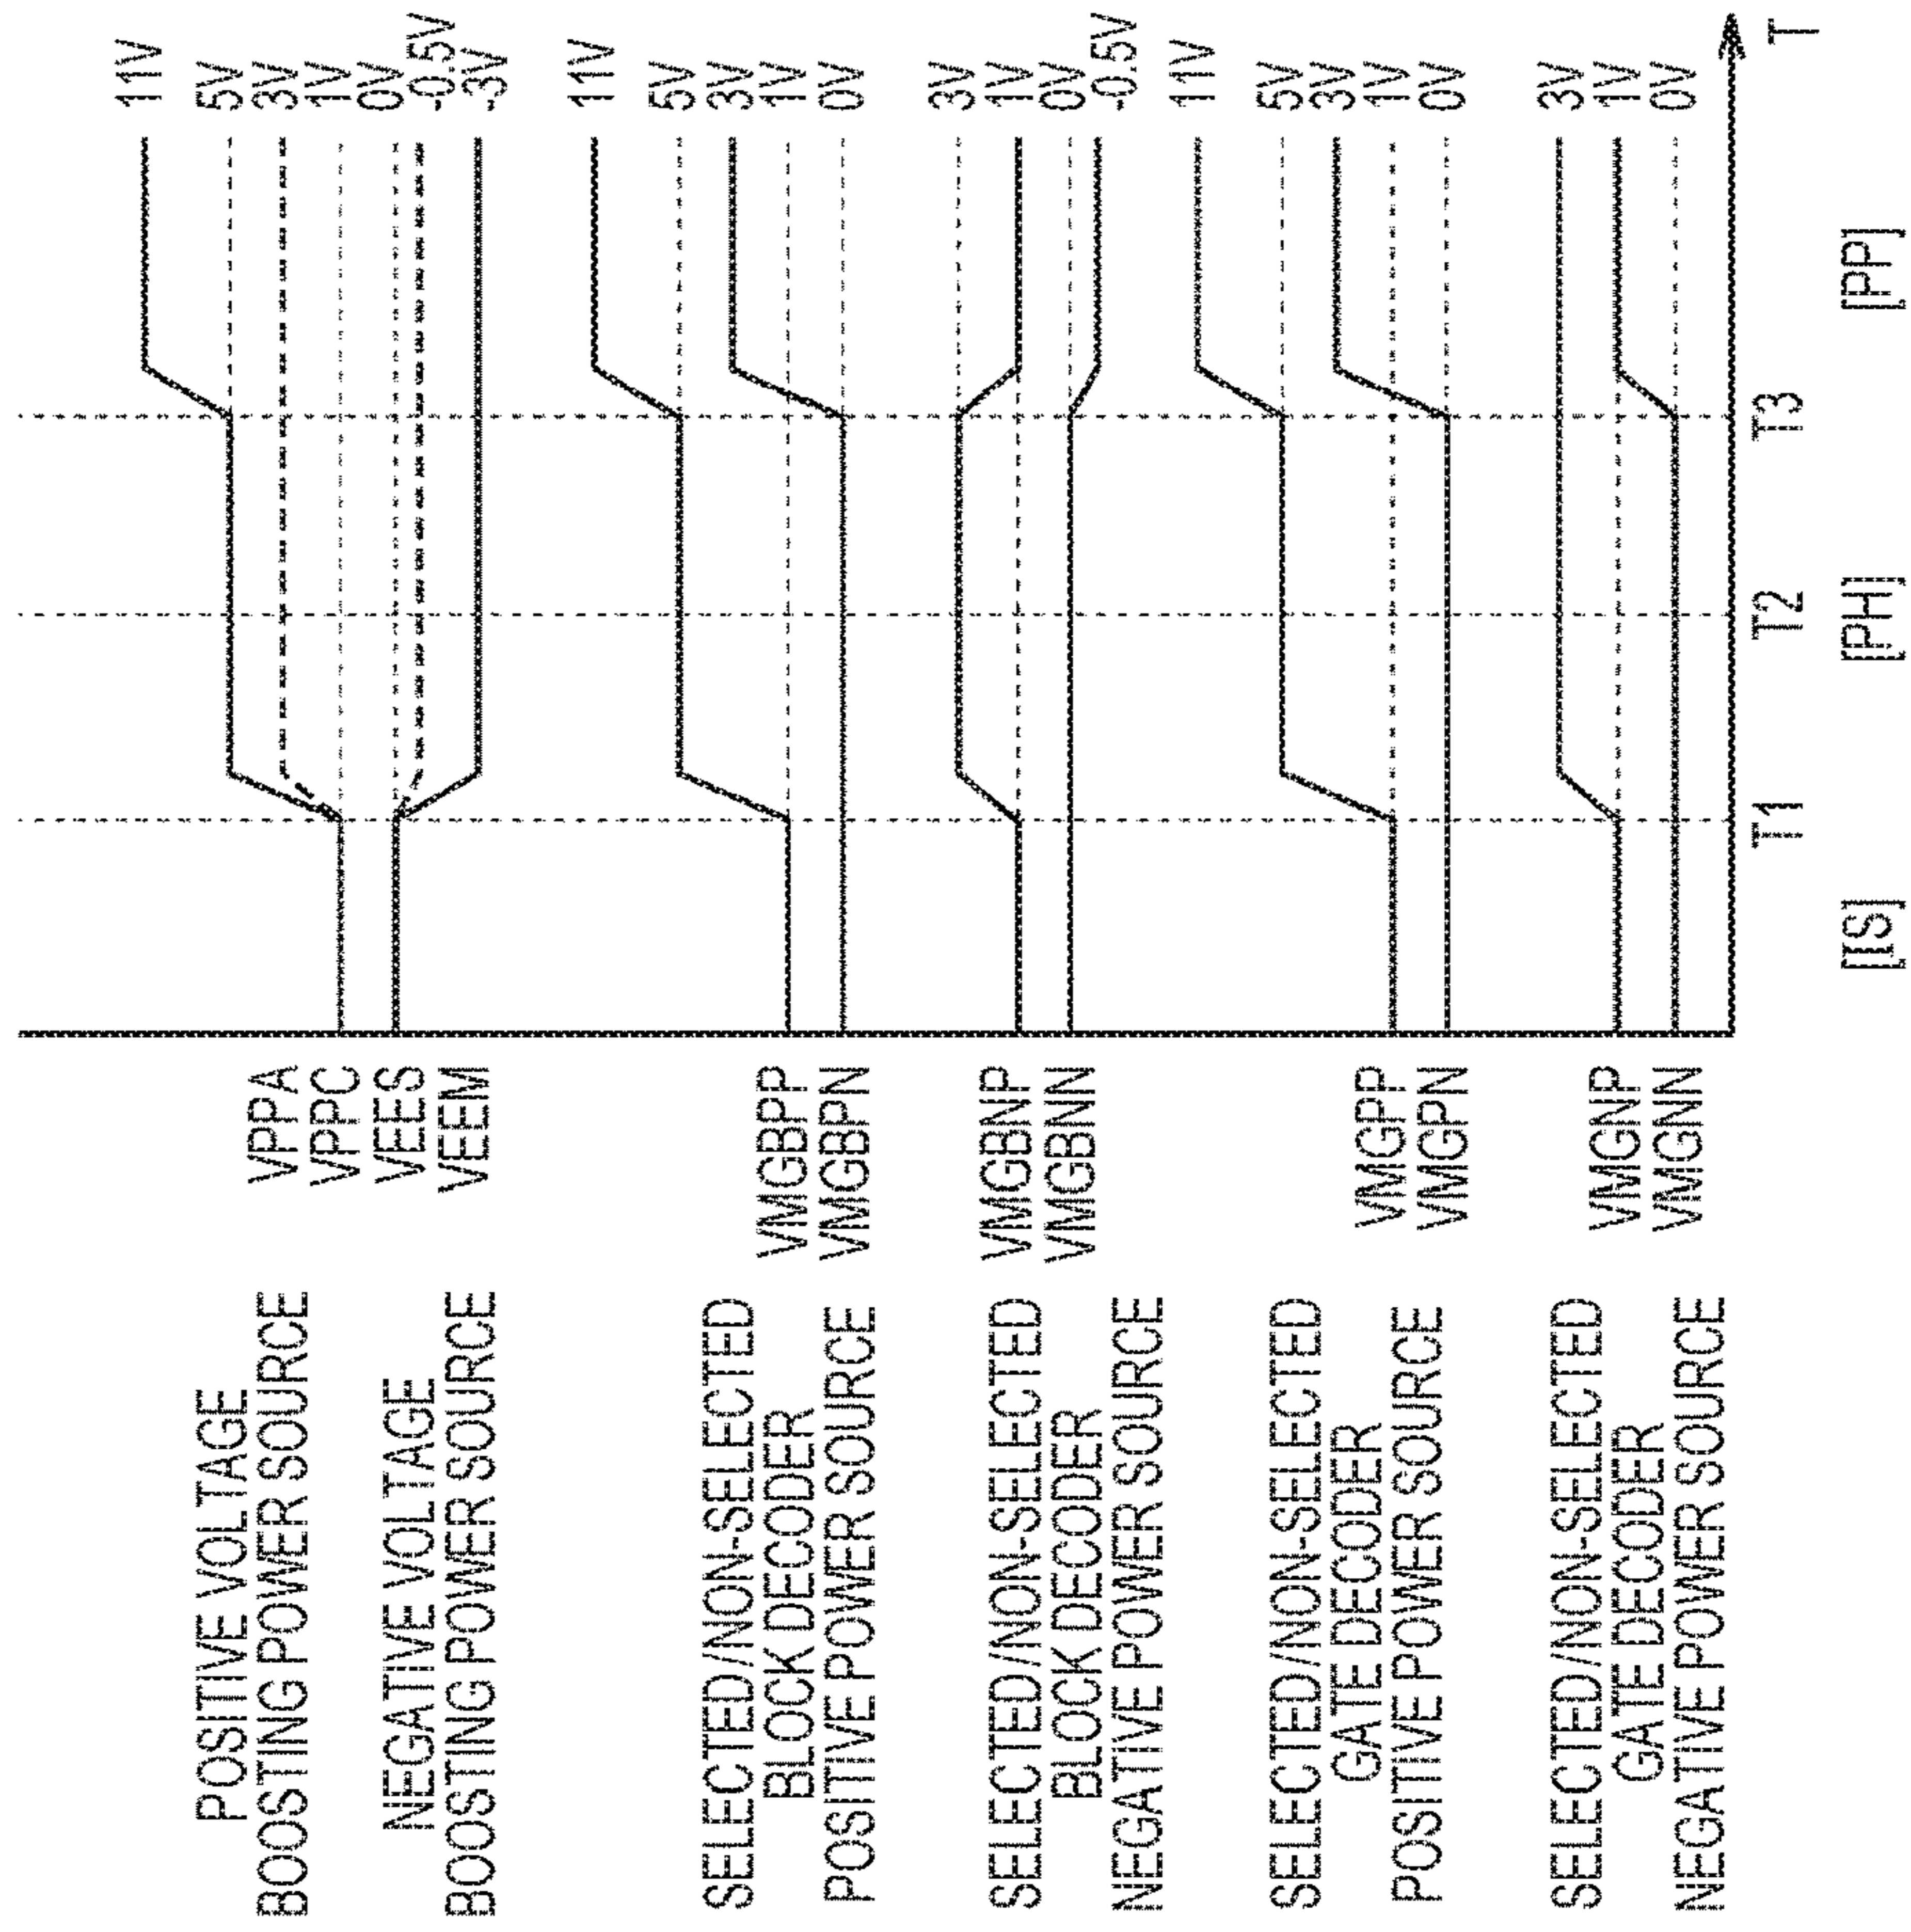 POSITIVE VOLTAGE
BOOSTING POWER SOURCE
VPPA
VPPC
NEGATIVE VOLTAGE
BOOSTING POWER SOURCE
VEES
VEEM
11V
5V
3V
1V
0V
-0.5V
-3V
SELECTED/NON-SELECTED
BLOCK DECODER
POSITIVE POWER SOURCE
VMGBPP
VMGBPN
11V
5V
3V
1V
0V
SELECTED/NON-SELECTED
BLOCK DECODER
NEGATIVE POWER SOURCE
VMGBNP
VMGBNN
3V
1V
0V
-0.5V
SELECTED/NON-SELECTED
GATE DECODER
POSITIVE POWER SOURCE
VMGPP
VMGPN
11V
5V
3V
1V
0V
SELECTED/NON-SELECTED
GATE DECODER
NEGATIVE POWER SOURCE
VMGNP
VMGNN
3V
1V
0V
T1
T2
T3
T
[IS]
[PH]
[PP]